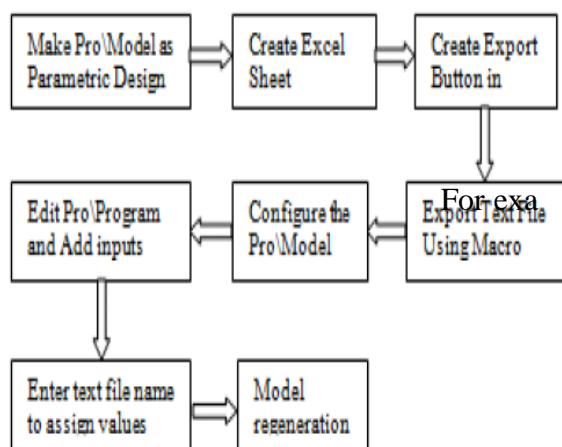 Make Pro\Model as
Parametric Design
Create Excel
Sheet
Create Export
Button in
For exa
Export Text File
Using Macro
Configure the
Pro\Model
Edit Pro\Program
and Add inputs
Enter text file name
to assign values
Model
regeneration